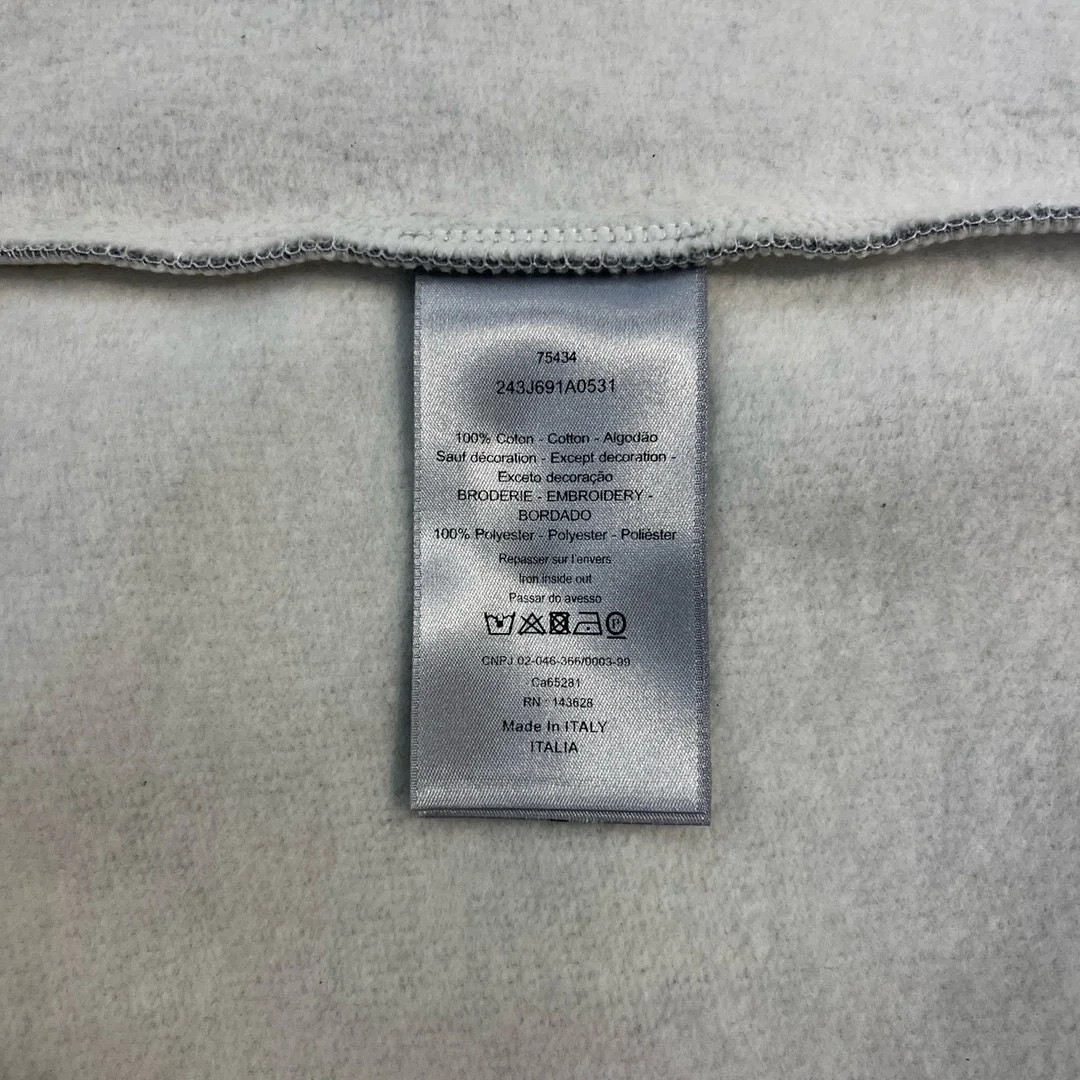 75434
243J691A0531
100% Coton - Cotton - Algodão
Sauf décoration - Except decoration -
Exceto decoração
BRODERIE - EMBROIDERY -
BORDADO
100% Polyester - Polyester - Poliéster
Repasser sur l'envers
Iron inside out
Passar do avesso
P
CNPJ 02-046-366/0003-99
Ca65281
RN : 143628
Made In ITALY
ITALIA